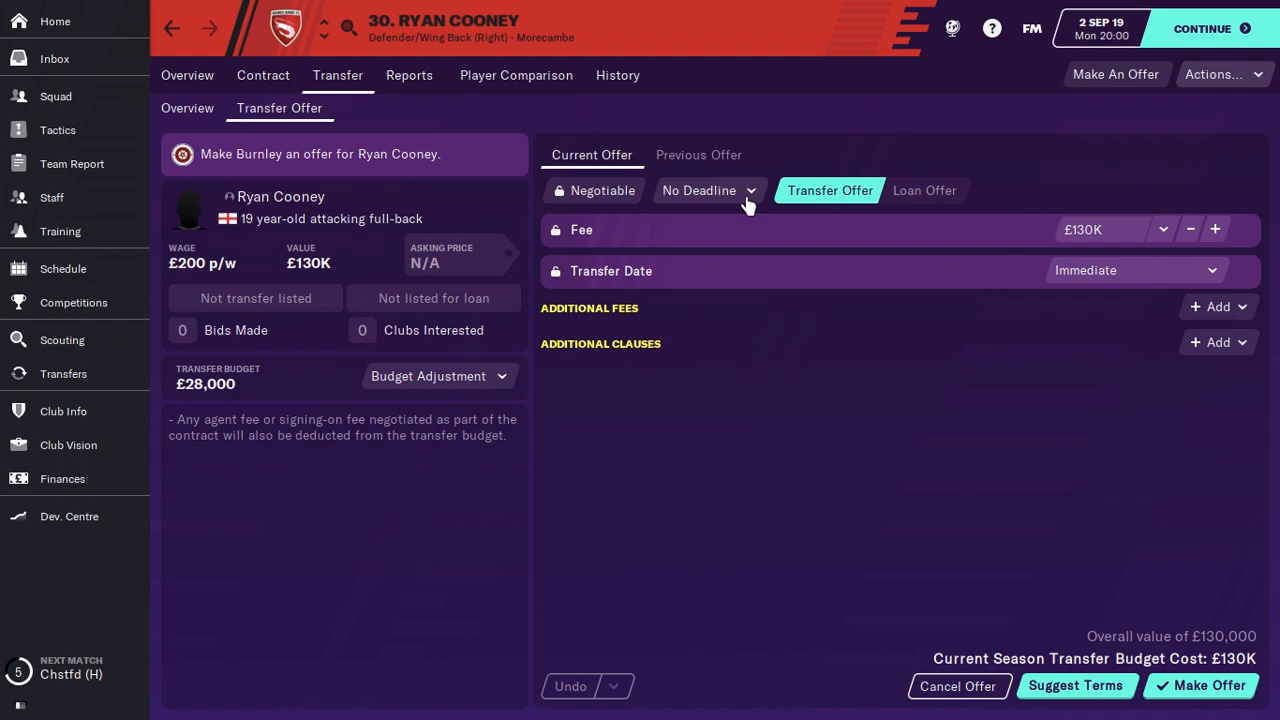 Home
Inbox
Squad
Tactics
Team Report
Staff
Training
Schedule
Competitions
Scouting
Transfers
Club Info
Club Vision
Finances
Dev. Centre
5
NEXT MATCH
Chstfd (H)
30. RYAN COONEY
Defender/Wing Back (Right) - Morecambe
?
FM
2 SEP 19
Mon 20:00
CONTINUE
Overview
Contract
Transfer
Reports
Player Comparison
History
Make An Offer
Actions...
Overview
Transfer Offer
Make Burnley an offer for Ryan Cooney.
Ryan Cooney
19 year-old attacking full-back
WAGE
£200 p/w
VALUE
£130K
ASKING PRICE
N/A
Not transfer listed
Not listed for loan
0 Bids Made
0 Clubs Interested
TRANSFER BUDGET
£28,000
Budget Adjustment
- Any agent fee or signing-on fee negotiated as part of the
contract will also be deducted from the transfer budget.
Current Offer
Previous Offer
Negotiable
No Deadline
Transfer Offer
Loan Offer
Fee
£130K
- +
Transfer Date
Immediate
ADDITIONAL FEES
+ Add
ADDITIONAL CLAUSES
+ Add
Overall value of £130,000
Current Season Transfer Budget Cost: £130K
Undo
Cancel Offer
Suggest Terms
Make Offer